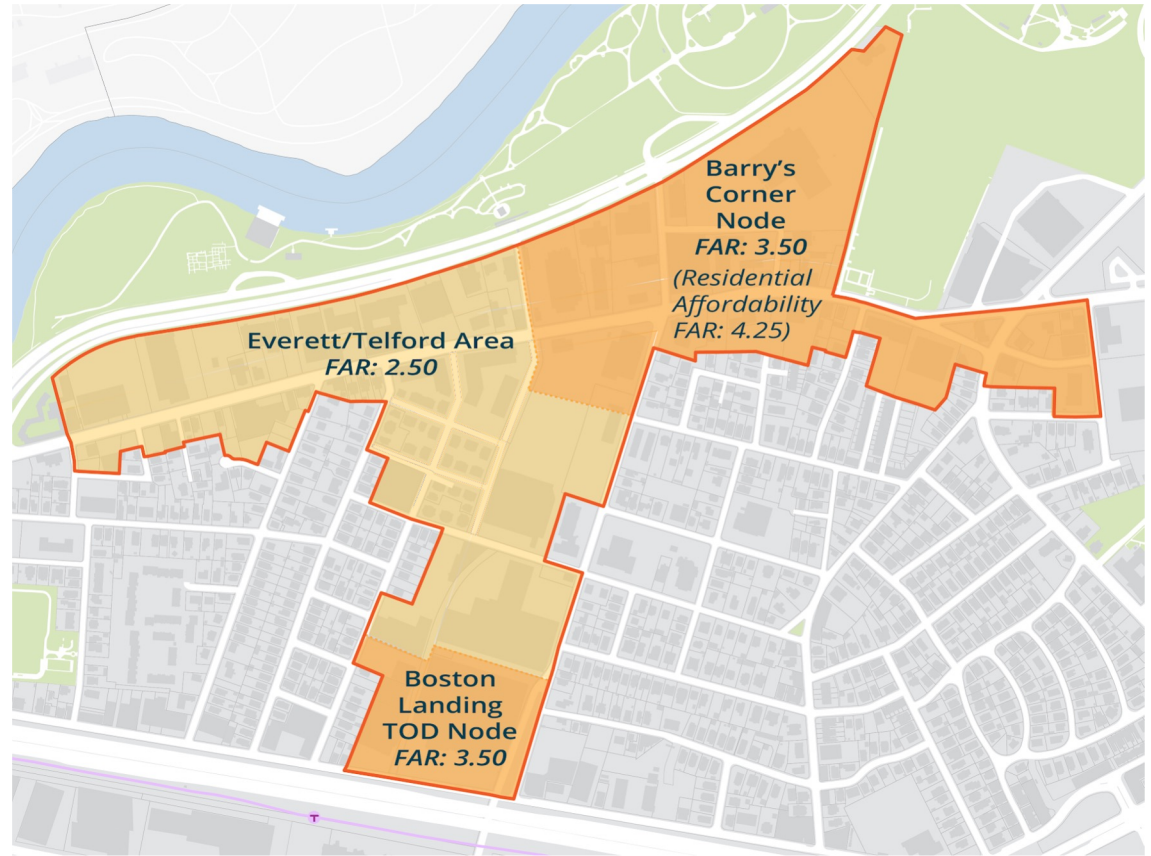 Barry’s
Corner
Node
FAR: 3.50
(Residential
Affordability
FAR: 4.25)
Everett/Telford Area
FAR: 2.50
Boston
Landing
TOD Node
FAR: 3.50
T